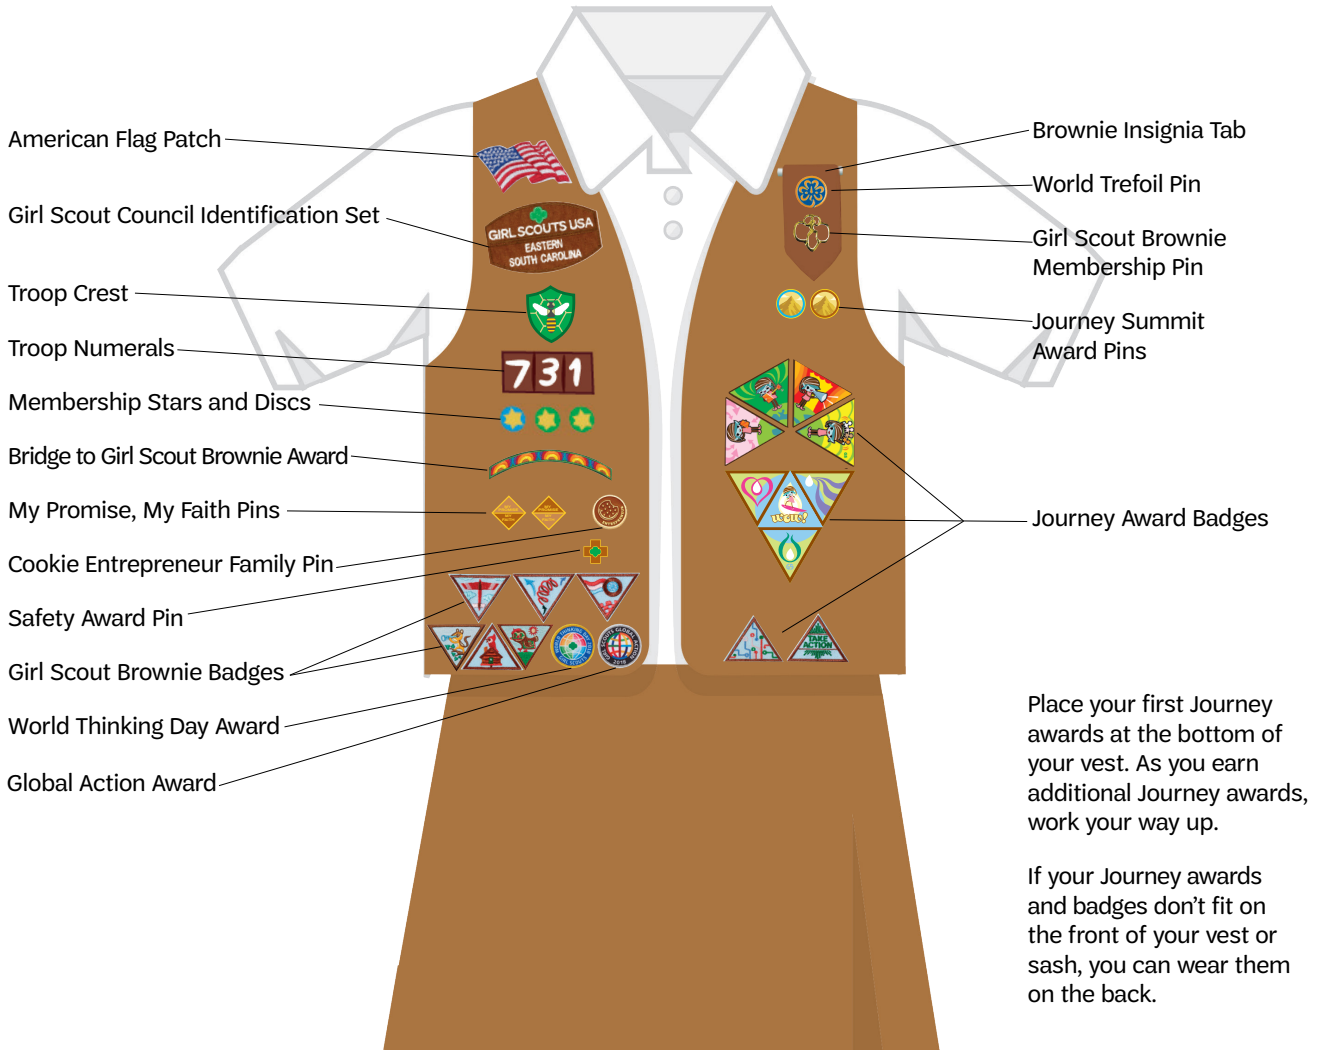 American Flag Patch
Girl Scout Council Identification Set
Troop Crest
Troop Numerals
Membership Stars and Discs
Bridge to Girl Scout Brownie Award
My Promise, My Faith Pins
Cookie Entrepreneur Family Pin
Safety Award Pin
Girl Scout Brownie Badges
World Thinking Day Award
Global Action Award
GIRL SCOUTS USA
EASTERN
SOUTH CAROLINA
731
Brownie Insignia Tab
World Trefoil Pin
Girl Scout Brownie
Membership Pin
Journey Summit
Award Pins
Journey Award Badges
WOW!
TAKE
ACTION
Place your first Journey
awards at the bottom of
your vest. As you earn
additional Journey awards,
work your way up.
If your Journey awards
and badges don’t fit on
the front of your vest or
sash, you can wear them
on the back.